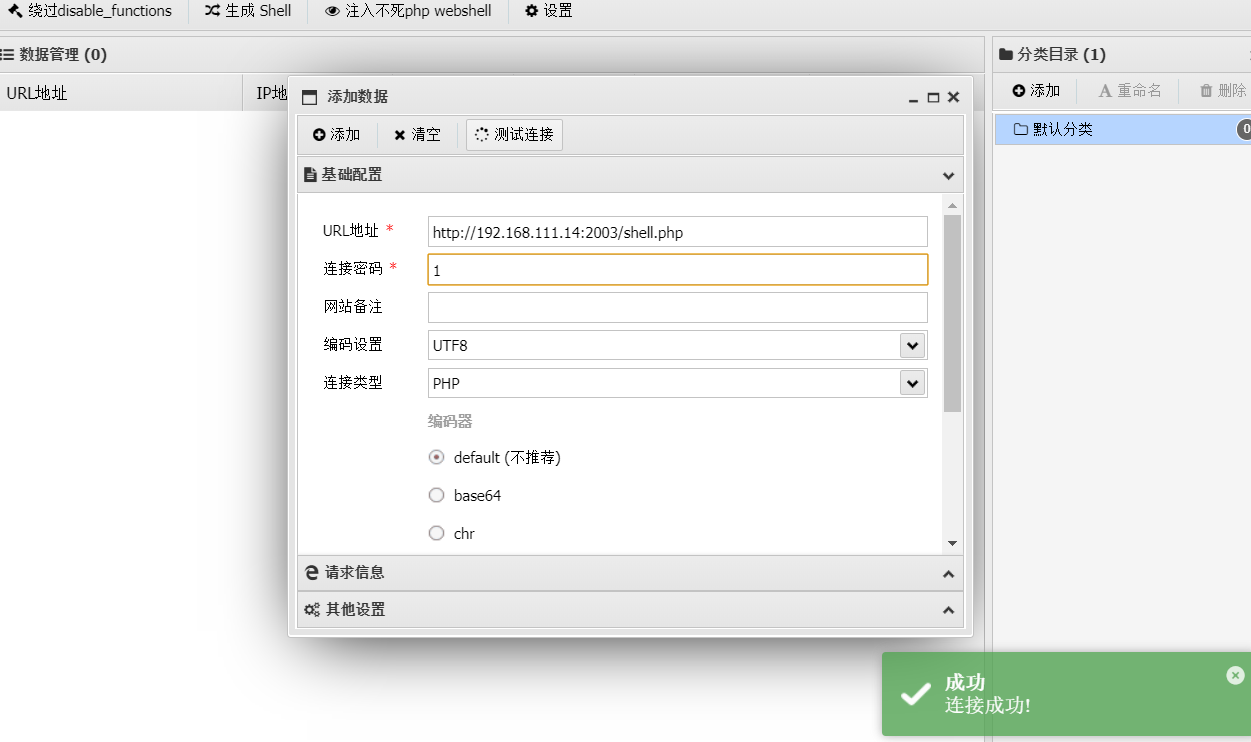 绕过disable_functions 生成 Shell 注入不死php webshell 设置
数据管理 (0)
分类目录 (1)
URL地址 IP地
添加 重命名 删除
默认分类 0
添加数据
添加 清空 测试连接
基础配置
URL地址 * http://192.168.111.14:2003/shell.php
连接密码 * 1
网站备注
编码设置 UTF8
连接类型 PHP
编码器
default (不推荐)
base64
chr
请求信息
其他设置
成功
连接成功!